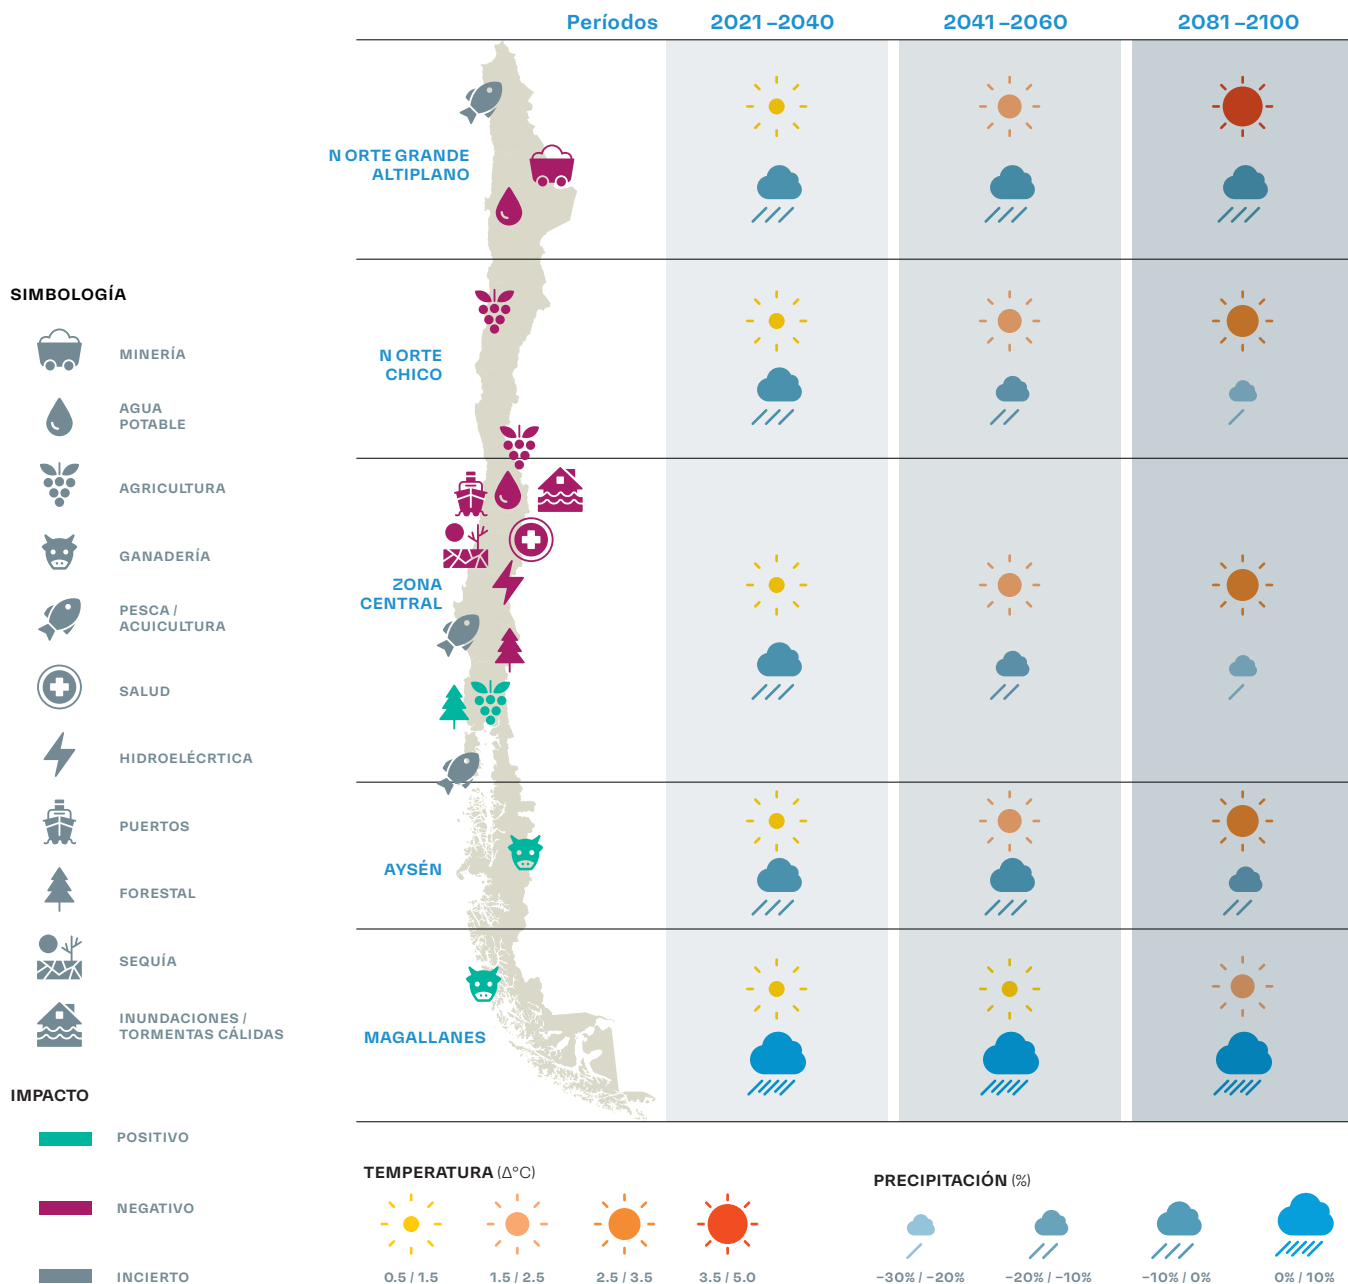 Períodos 2021–2040 2041–2060 2081–2100
NORTE GRANDE
ALTIPLANO
NORTE
CHICO
ZONA
CENTRAL
AYSÉN
MAGALLANES
SIMBOLOGÍA
MINERÍA
AGUA
POTABLE
AGRICULTURA
GANADERÍA
PESCA /
ACUICULTURA
SALUD
HIDROELÉCRTICA
PUERTOS
FORESTAL
SEQUÍA
INUNDACIONES /
TORMENTAS CÁLIDAS
IMPACTO
POSITIVO
NEGATIVO
INCIERTO
TEMPERATURA (Δ°C)
0.5 / 1.5 1.5 / 2.5 2.5 / 3.5 3.5 / 5.0
PRECIPITACIÓN (%)
−30% / −20% −20% / −10% −10% / 0% 0% / 10%